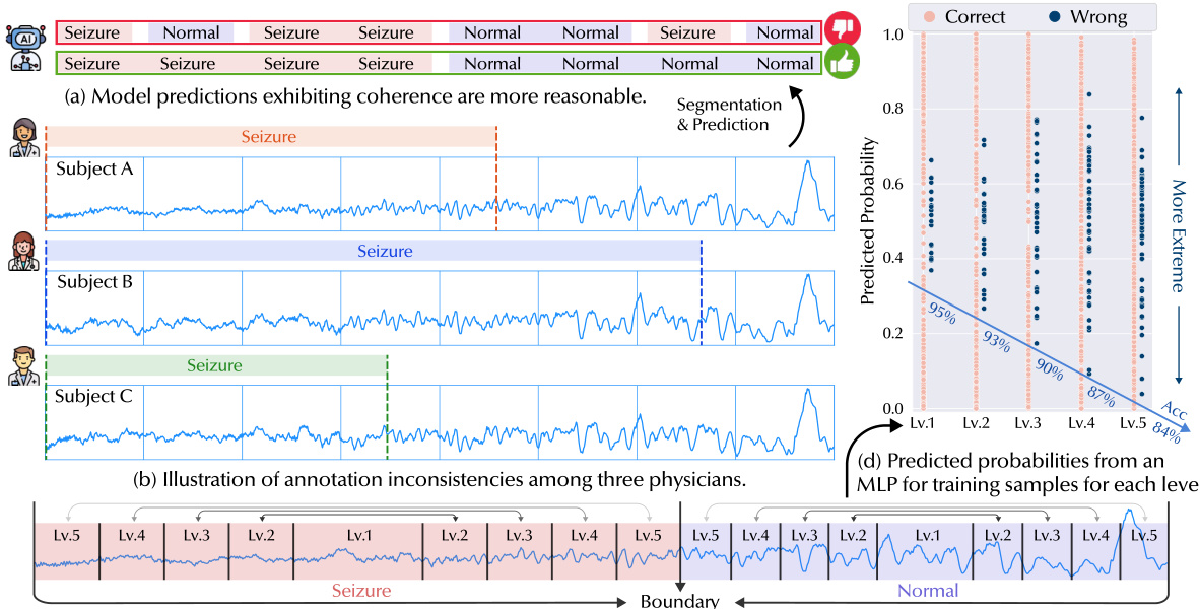 AI
Seizure Normal Seizure Seizure Normal Normal Seizure Normal
Seizure Seizure Seizure Seizure Normal Normal Normal Normal
(a) Model predictions exhibiting coherence are more reasonable.
Segmentation
& Prediction
Seizure
Subject A
Seizure
Subject B
Seizure
Subject C
(b) Illustration of annotation inconsistencies among three physicians.
Correct Wrong
Predicted Probability
1.0
0.8
0.6
0.4
0.2
0.0
95%
93%
90%
87%
84%
Acc
More Extreme
Lv.1 Lv.2 Lv.3 Lv.4 Lv.5
(d) Predicted probabilities from an
MLP for training samples for each leve
Lv.5 Lv.4 Lv.3 Lv.2 Lv.1 Lv.2 Lv.3 Lv.4 Lv.5 Lv.5 Lv.4 Lv.3 Lv.2 Lv.1 Lv.2 Lv.3 Lv.4 Lv.5
Seizure Normal
Boundary